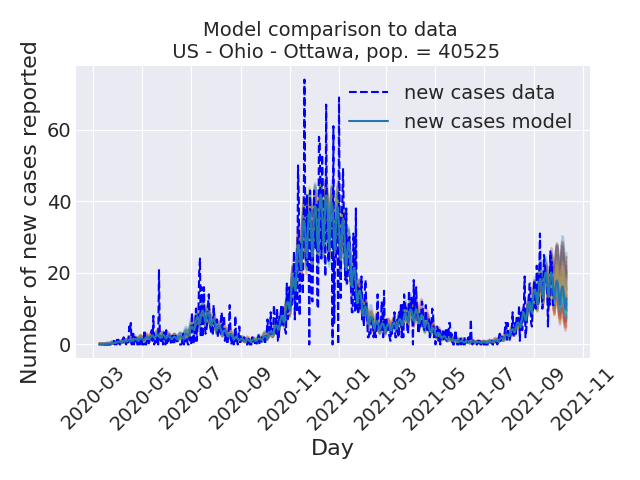 Model comparison to data
US - Ohio - Ottawa, pop. = 40525
new cases data
new cases model
Number of new cases reported
60
40
20
0
2020-03
2020-05
2020-07
2020-09
2020-11
2021-01
2021-03
2021-05
2021-07
2021-09
2021-11
Day